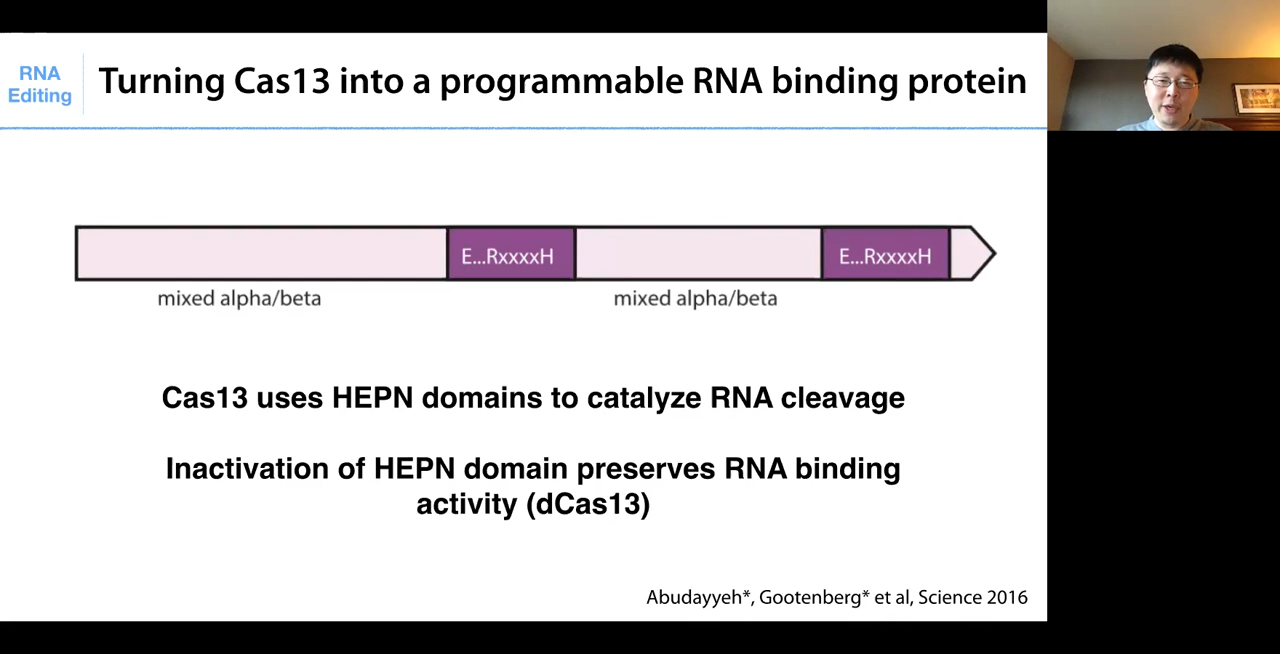 RNA
Editing
Turning Cas13 into a programmable RNA binding protein
E...RxxxxH
E...RxxxxH
mixed alpha/beta
mixed alpha/beta
Cas13 uses HEPN domains to catalyze RNA cleavage
Inactivation of HEPN domain preserves RNA binding
activity (dCas13)
Abudayyeh*, Gootenberg* et al, Science 2016